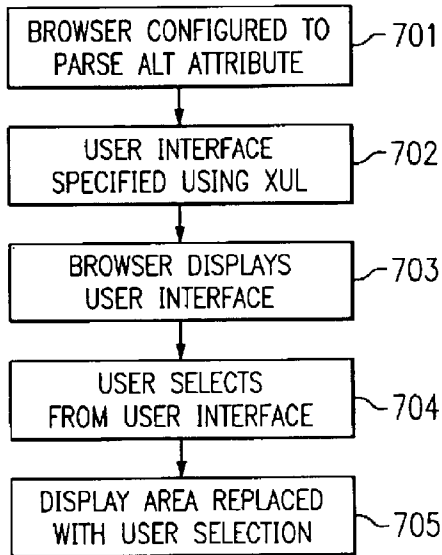 BROWSER CONFIGURED TO
PARSE ALT ATTRIBUTE
701
USER INTERFACE
SPECIFIED USING XUL
702
BROWSER DISPLAYS
USER INTERFACE
703
USER SELECTS
FROM USER INTERFACE
704
DISPLAY AREA REPLACED
WITH USER SELECTION
705